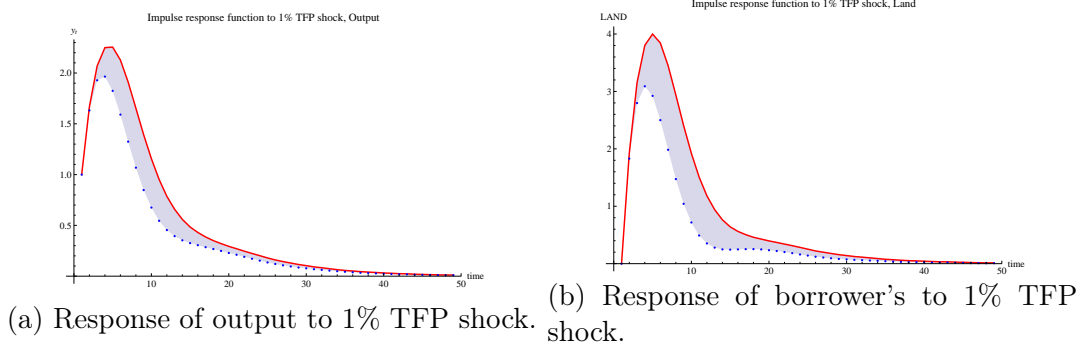 Impulse response function to 1% TFP shock, Output
yt
2.0
1.5
1.0
0.5
10
20
30
40
50
time
(a) Response of output to 1% TFP shock.
Impulse response function to 1% TFP shock, Land
LAND
4
3
2
1
0
10
20
30
40
50
time
(b) Response of borrower's to 1% TFP
shock.